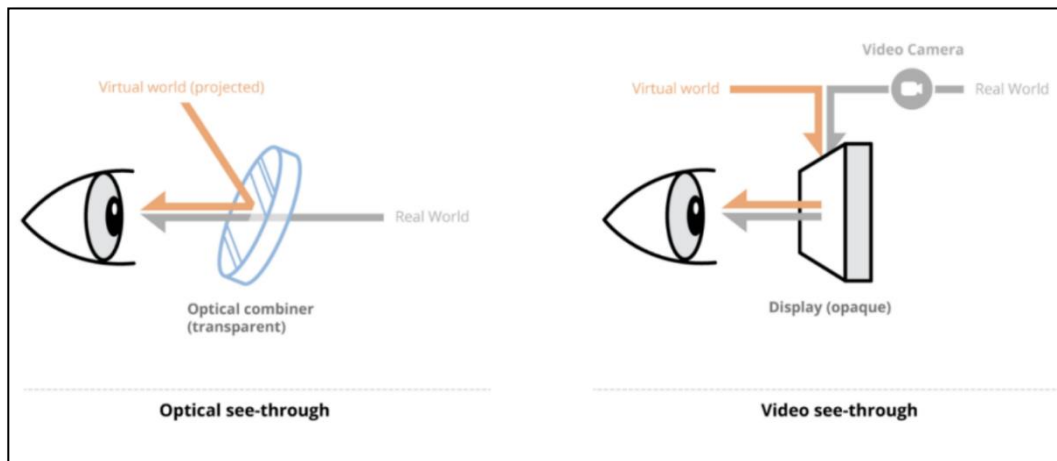 Virtual world (projected)
Real World
Optical combiner
(transparent)
Optical see-through
Video Camera
Virtual world
Real World
Display (opaque)
Video see-through